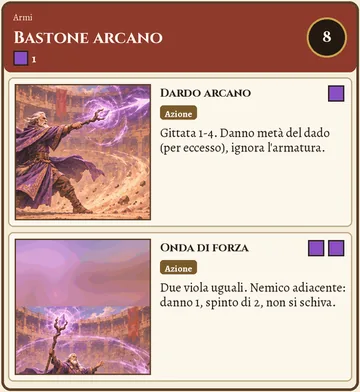 Armi
Bastone arcano
8
1
Dardo arcano
Azione
Gittata 1-4. Danno metà del dado
(per eccesso), ignora l'armatura.
Onda di forza
Azione
Due viola uguali. Nemico adiacente:
danno 1, spinto di 2, non si schiva.